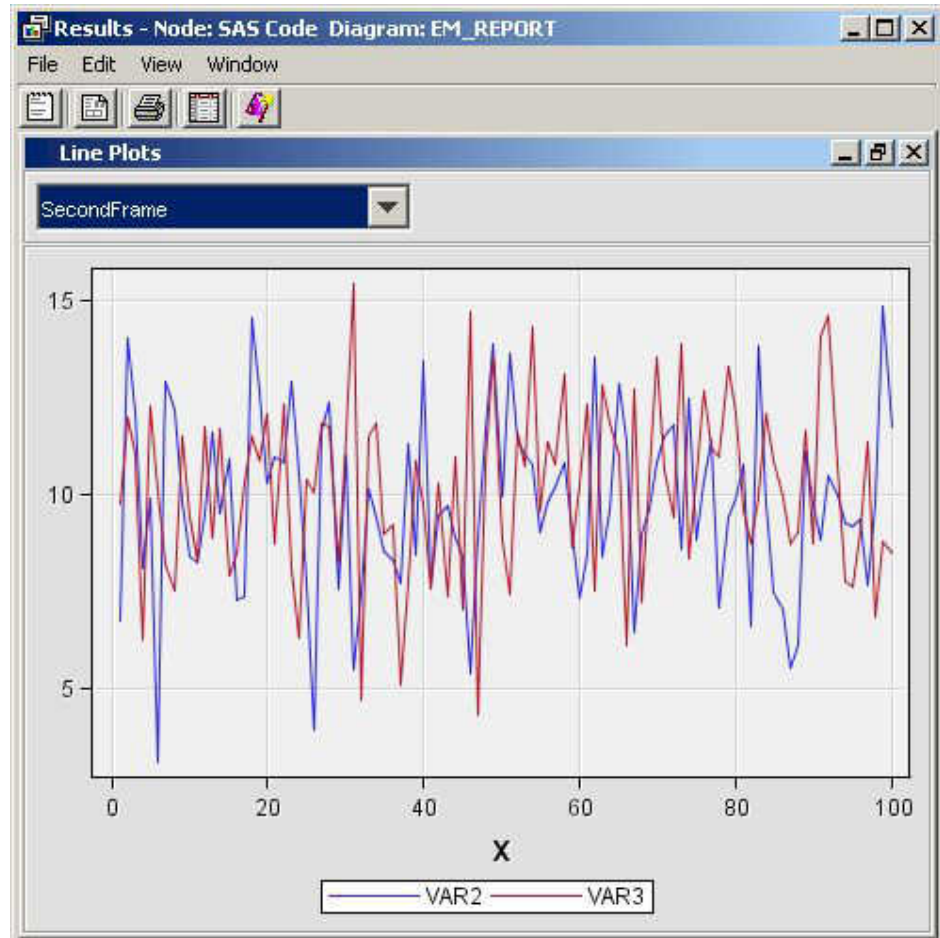 Results - Node: SAS Code Diagram: EM_REPORT
File Edit View Window
Line Plots
SecondFrame
15
10
5
0 20 40 60 80 100
X
VAR2 VAR3